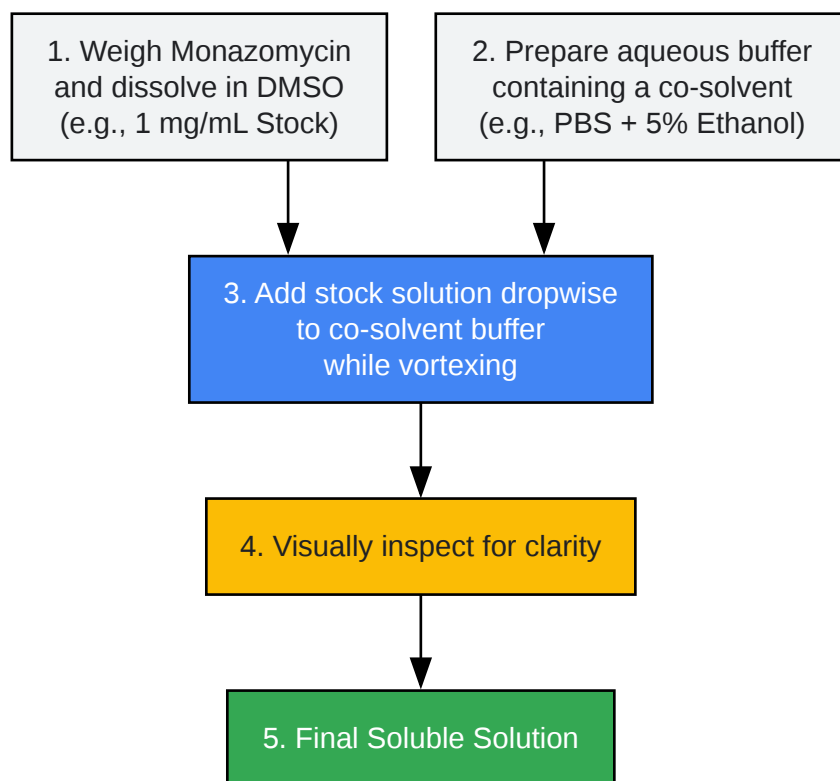 1. Weigh Monazomycin
and dissolve in DMSO
(e.g., 1 mg/mL Stock)
2. Prepare aqueous buffer
containing a co-solvent
(e.g., PBS + 5% Ethanol)
3. Add stock solution dropwise
to co-solvent buffer
while vortexing
4. Visually inspect for clarity
5. Final Soluble Solution